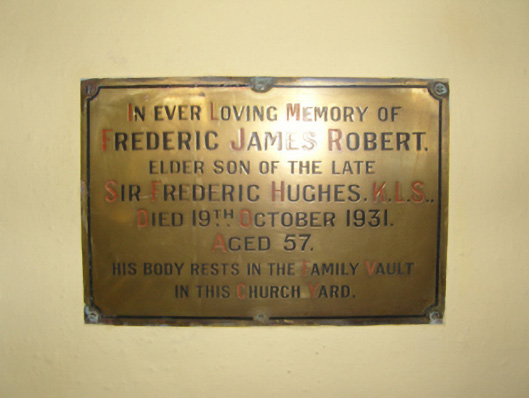 IN EVER LOVING MEMORY OF
FREDERIC JAMES ROBERT.
ELDER SON OF THE LATE
SIR FREDERIC HUGHES. K.L.S..
DIED 19TH OCTOBER 1931.
AGED 57.
HIS BODY RESTS IN THE FAMILY VAULT
IN THIS CHURCH YARD.